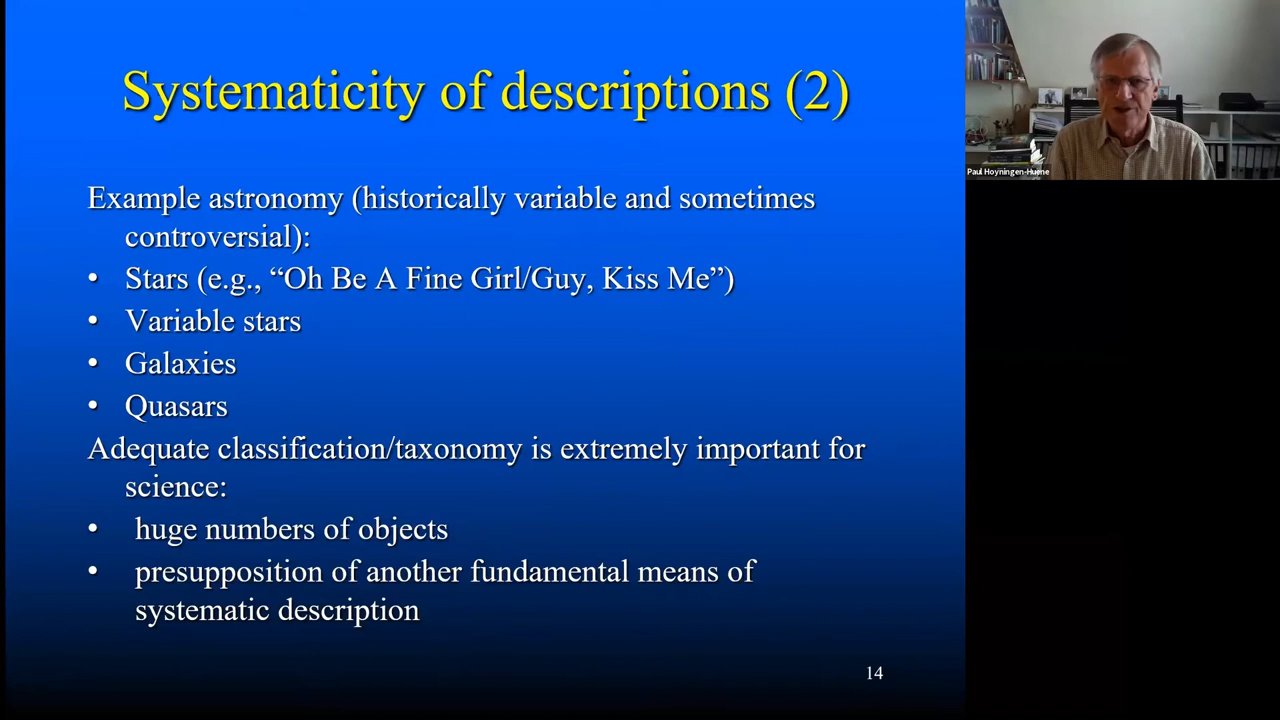 Systematicity of descriptions (2)
Example astronomy (historically variable and sometimes
controversial):
• Stars (e.g., “Oh Be A Fine Girl/Guy, Kiss Me”)
• Variable stars
• Galaxies
• Quasars
Adequate classification/taxonomy is extremely important for
science:
• huge numbers of objects
• presupposition of another fundamental means of
systematic description
14
Paul Hoyningen-Huene